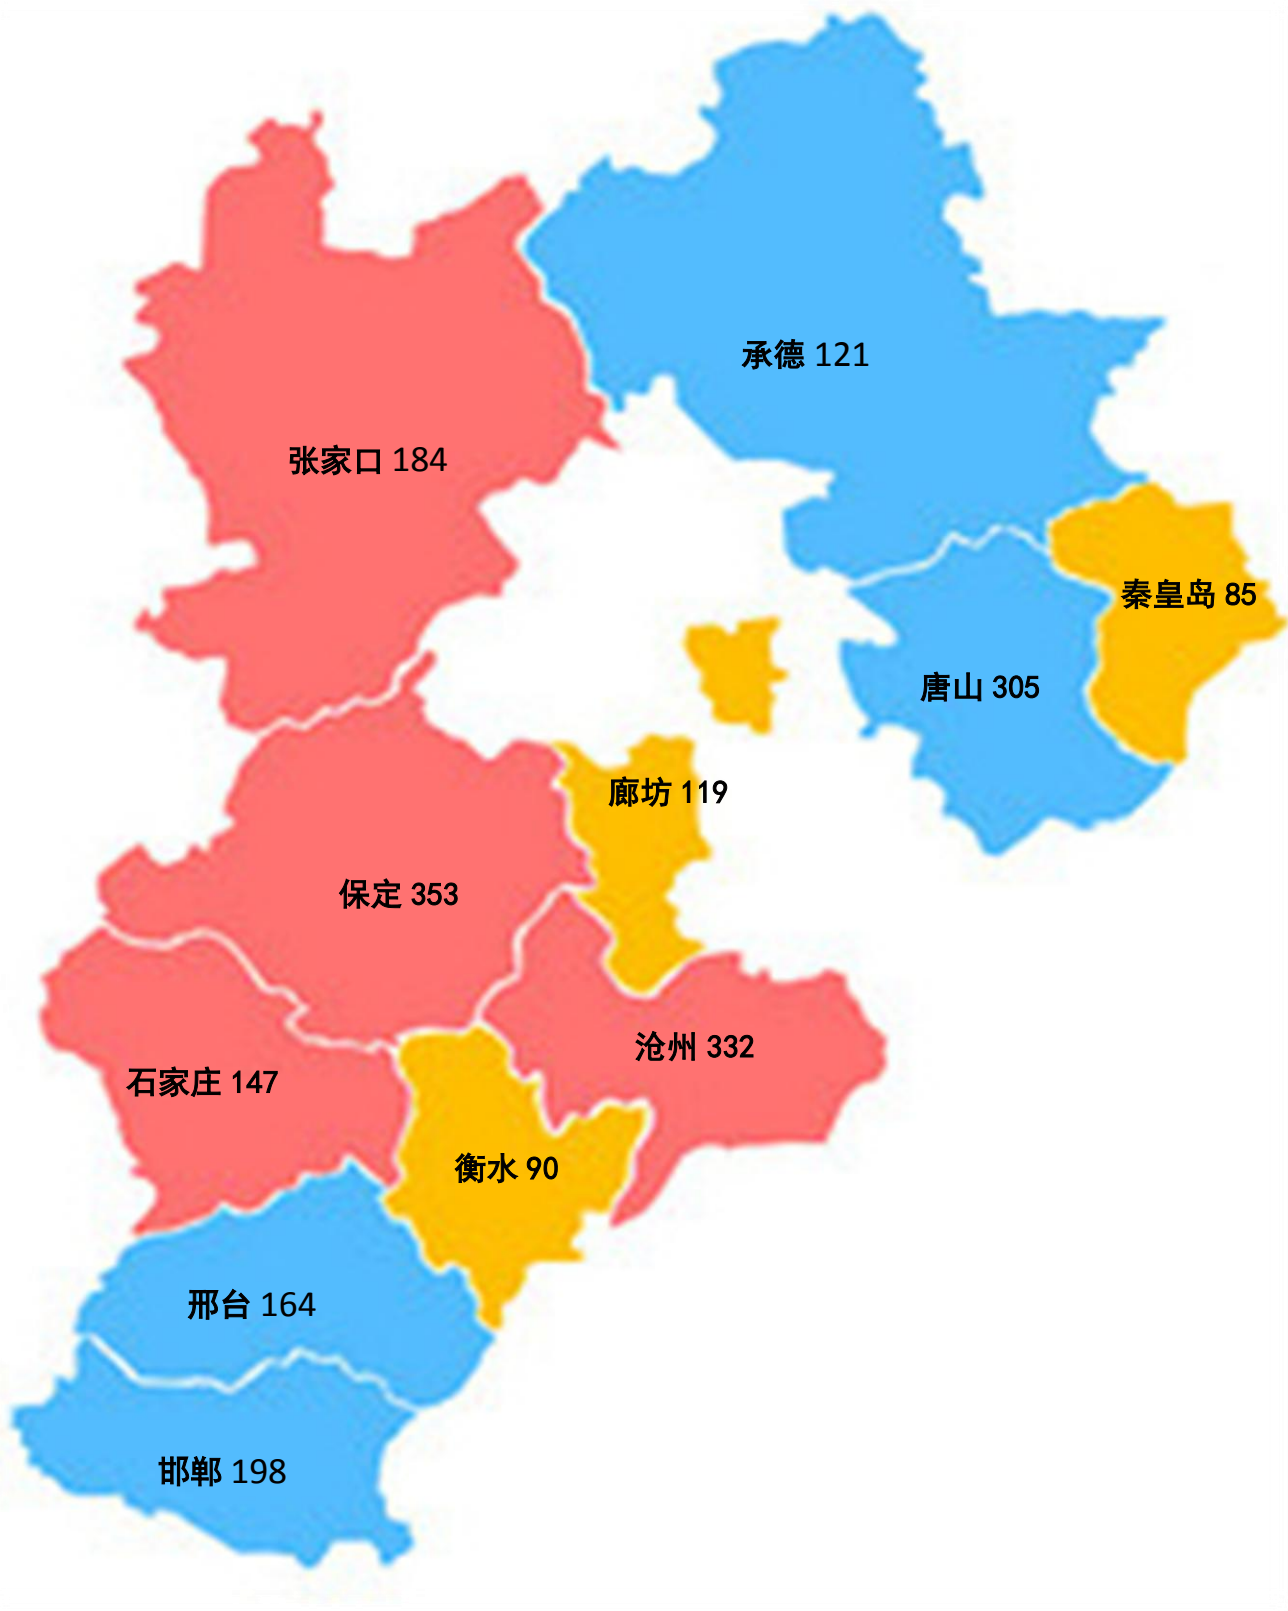 承德 121
张家口 184
秦皇岛 85
唐山 305
廊坊 119
保定 353
沧州 332
石家庄 147
衡水 90
邢台 164
邯郸 198